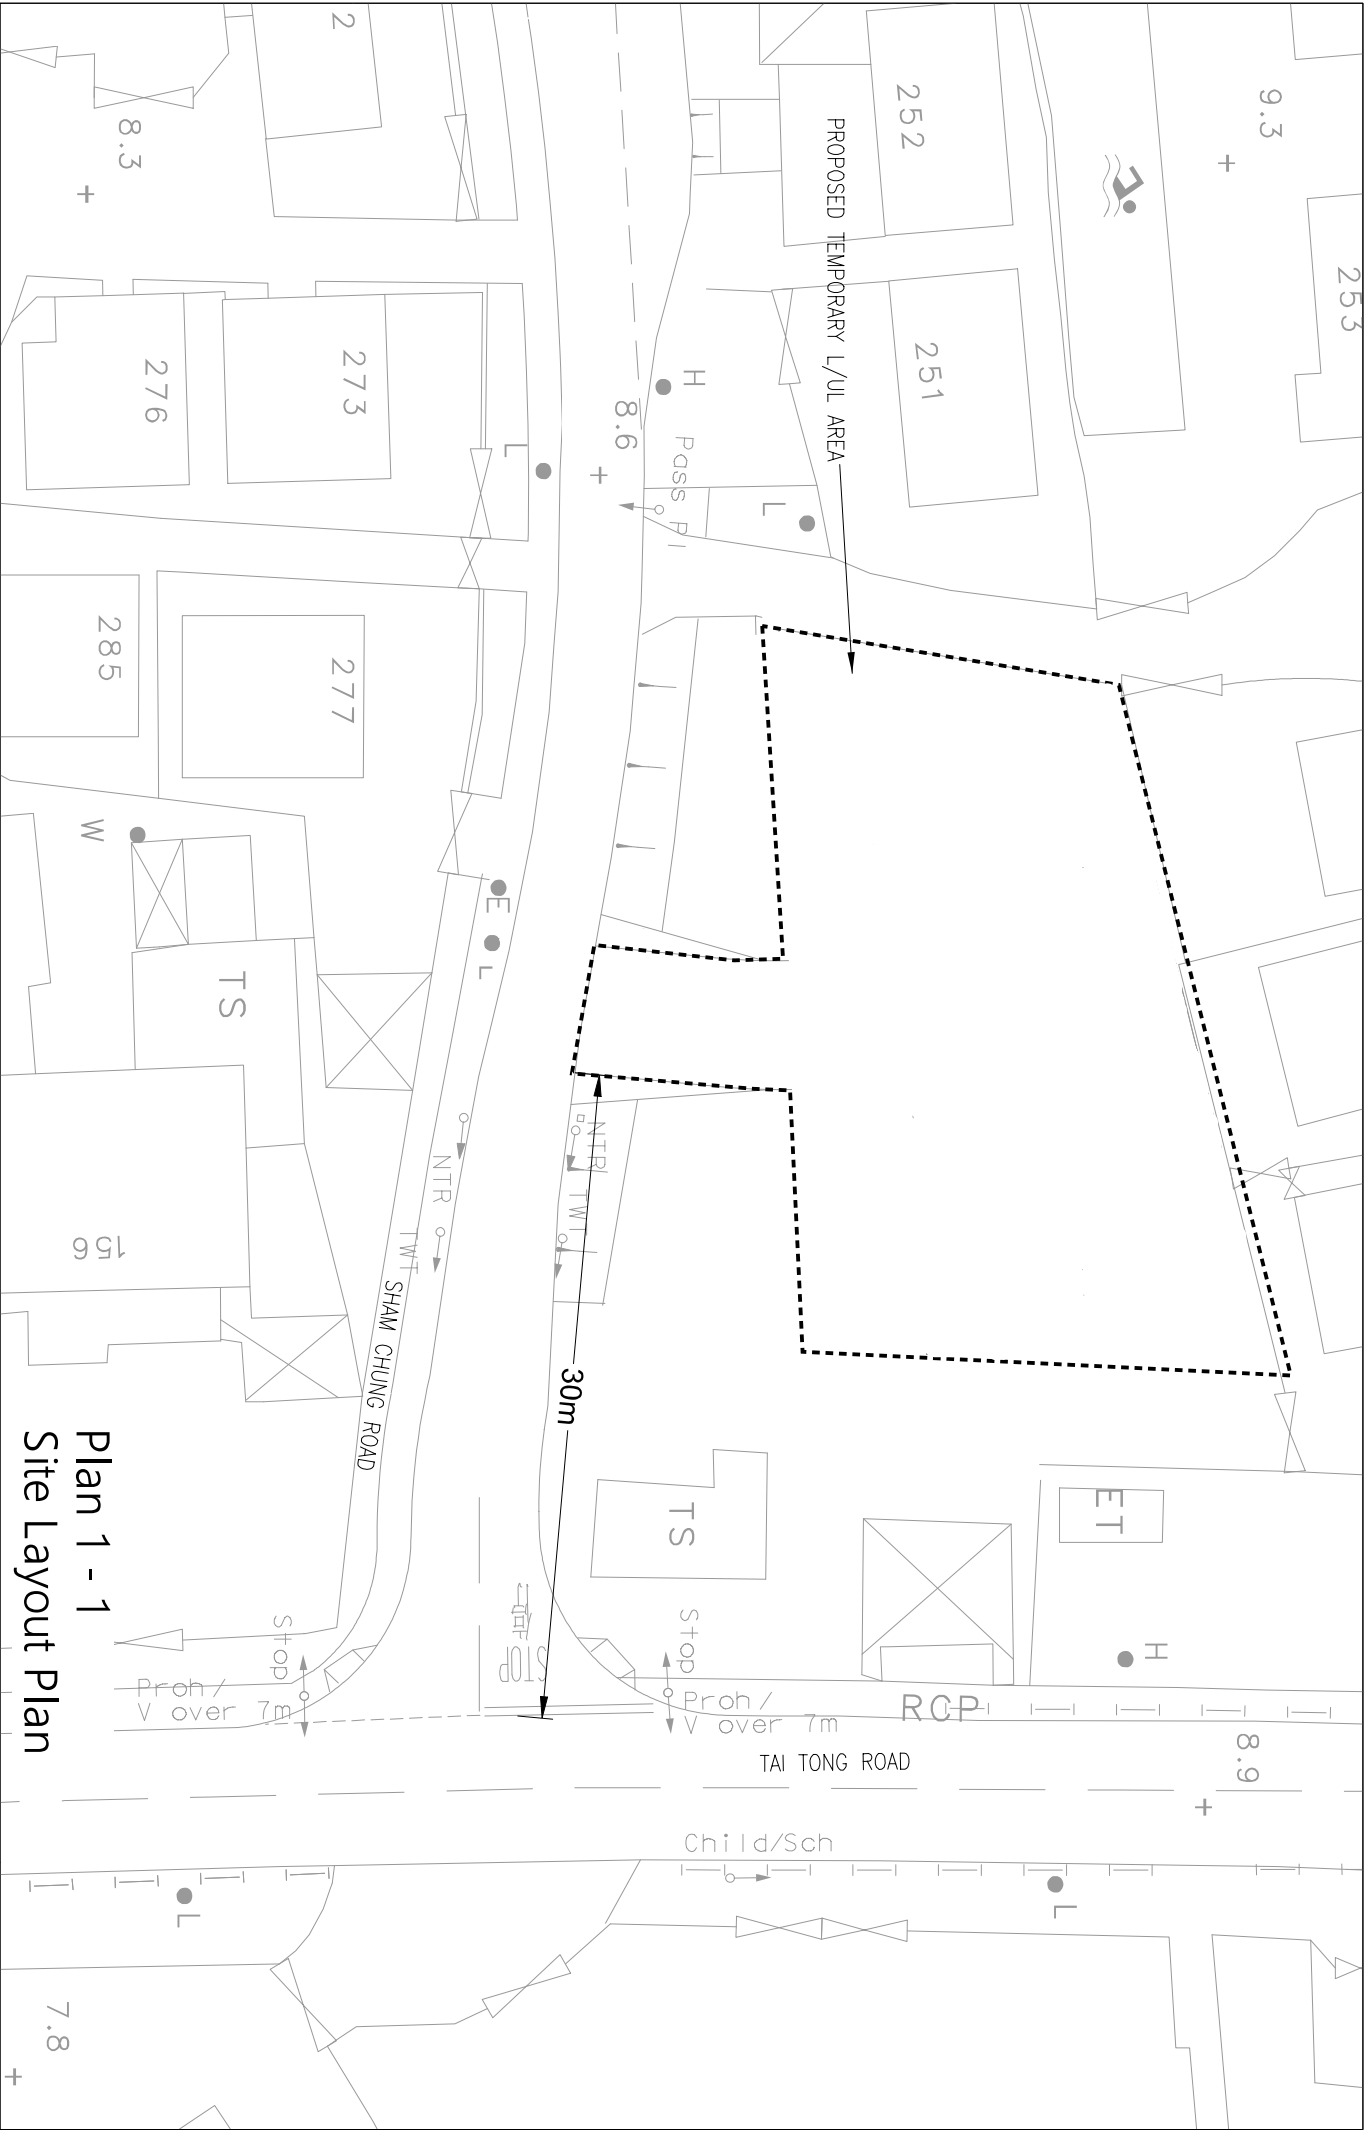 2
8.3
252
9.3
253
PROPOSED TEMPORARY L/UL AREA
251
276
273
H
8.6
Pass Pl
L
L
285
277
W
E
L
TS
NTR
TWT
NTR
TWT
156
SHAM CHUNG ROAD
30m
TS
ET
H
Stop
Stop
停
STOP
Proh/
V over 7m
Proh/
V over 7m
RCP
8.9
TAI TONG ROAD
Child/Sch
L
L
7.8
Plan 1 - 1
Site Layout Plan